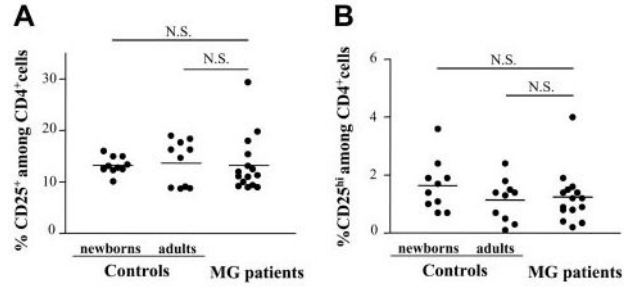 A
N.S.
N.S.
% CD25⁺ among CD4⁺cells
30
20
10
0
newborns adults
Controls MG patients
B
N.S.
N.S.
%CD25ʰⁱ among CD4⁺cells
6
4
2
0
newborns adults
Controls MG patients